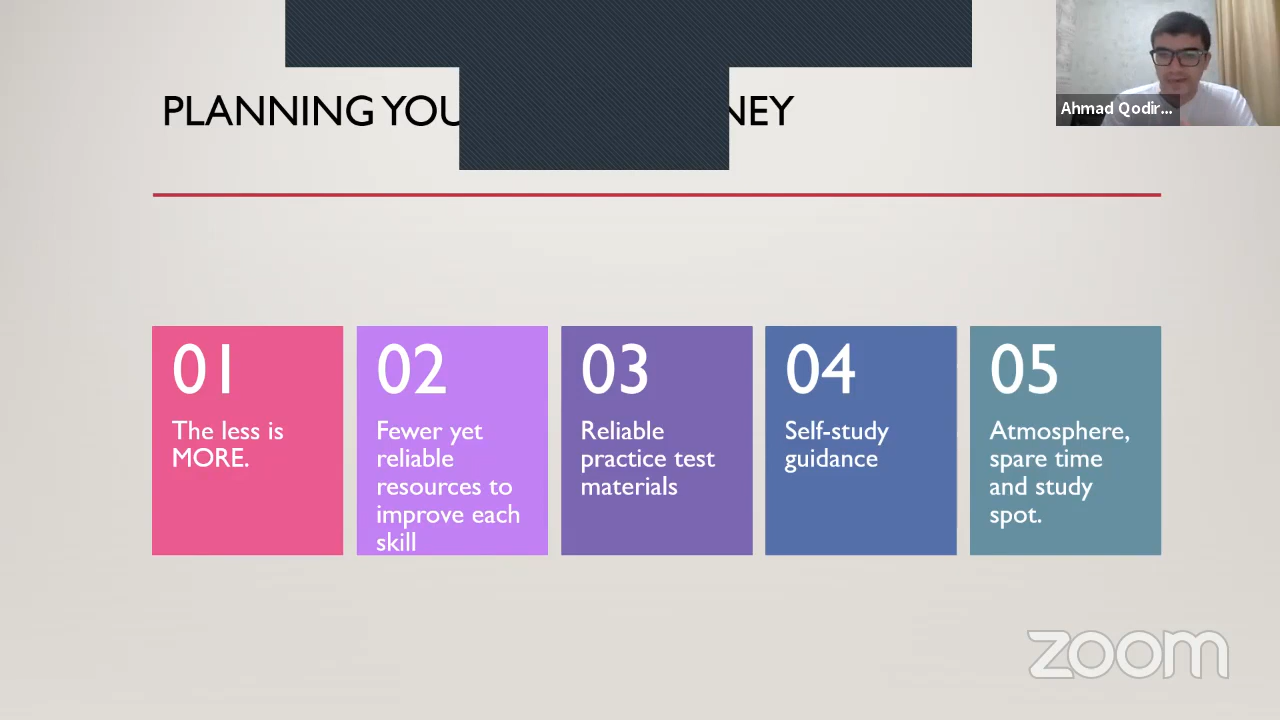 PLANNING YOU NEY
Ahmad Qodir...
01
The less is
MORE.
02
Fewer yet
reliable
resources to
improve each
skill
03
Reliable
practice test
materials
04
Self-study
guidance
05
Atmosphere,
spare time
and study
spot.
zoom